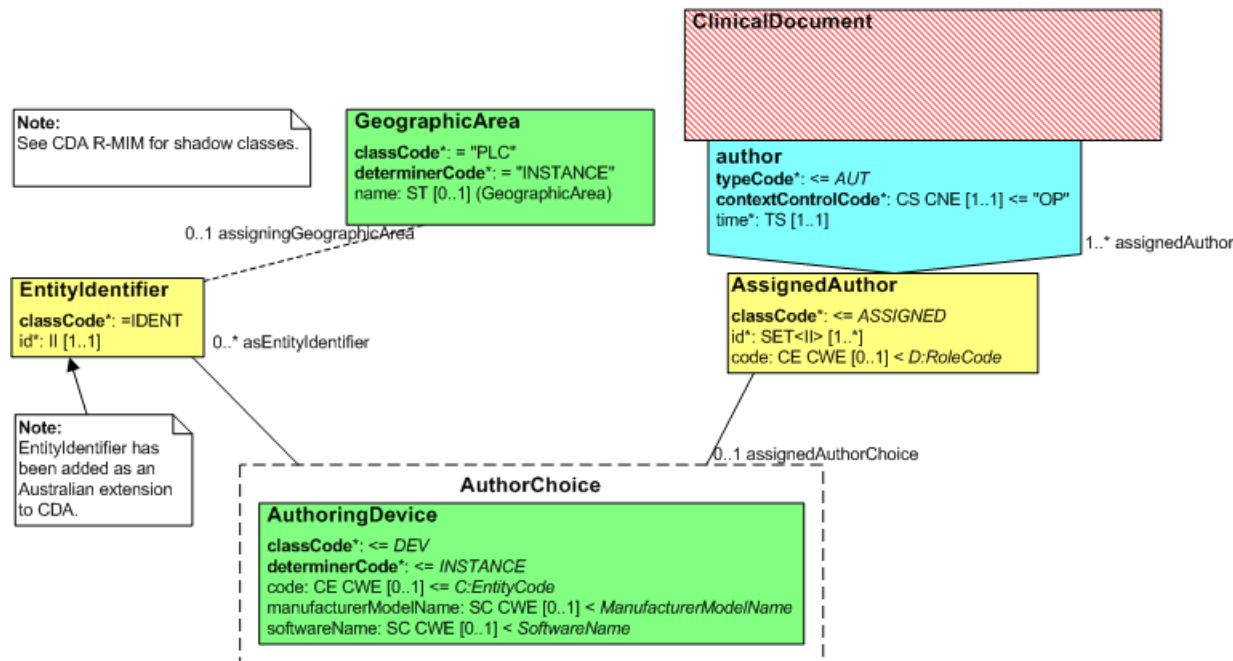 ClinicalDocument
Note:
See CDA R-MIM for shadow classes.
GeographicArea
classCode*: = "PLC"
determinerCode*: = "INSTANCE"
name: ST [0..1] (GeographicArea)
author
typeCode*: <= AUT
contextControlCode*: CS CNE [1..1] <= "OP"
time*: TS [1..1]
0..1 assigningGeographicArea
1..* assignedAuthor
EntityIdentifier
classCode*: =IDENT
id*: II [1..1]
0..* asEntityIdentifier
AssignedAuthor
classCode*: <= ASSIGNED
id*: SET<II> [1..*]
code: CE CWE [0..1] < D:RoleCode
Note:
EntityIdentifier has
been added as an
Australian extension
to CDA.
0..1 assignedAuthorChoice
AuthorChoice
AuthoringDevice
classCode*: <= DEV
determinerCode*: <= INSTANCE
code: CE CWE [0..1] <= C:EntityCode
manufacturerModelName: SC CWE [0..1] < ManufacturerModelName
softwareName: SC CWE [0..1] < SoftwareName